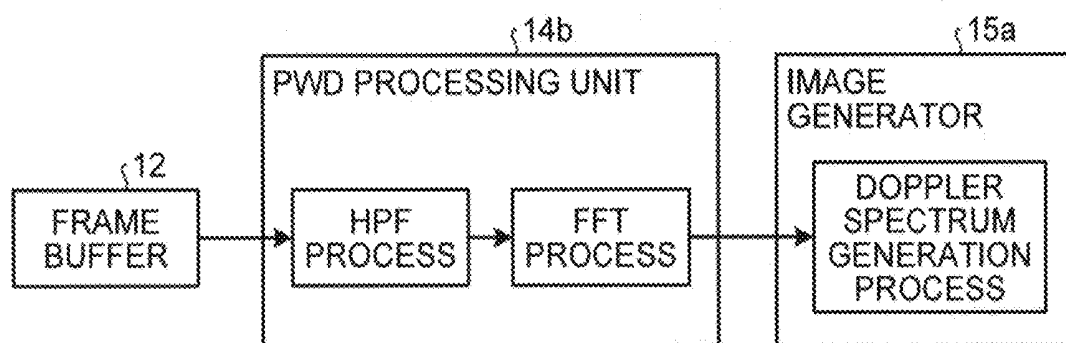 14b
15a
PWD PROCESSING UNIT
IMAGE
GENERATOR
12
FRAME
BUFFER
HPF
PROCESS
FFT
PROCESS
DOPPLER
SPECTRUM
GENERATION
PROCESS